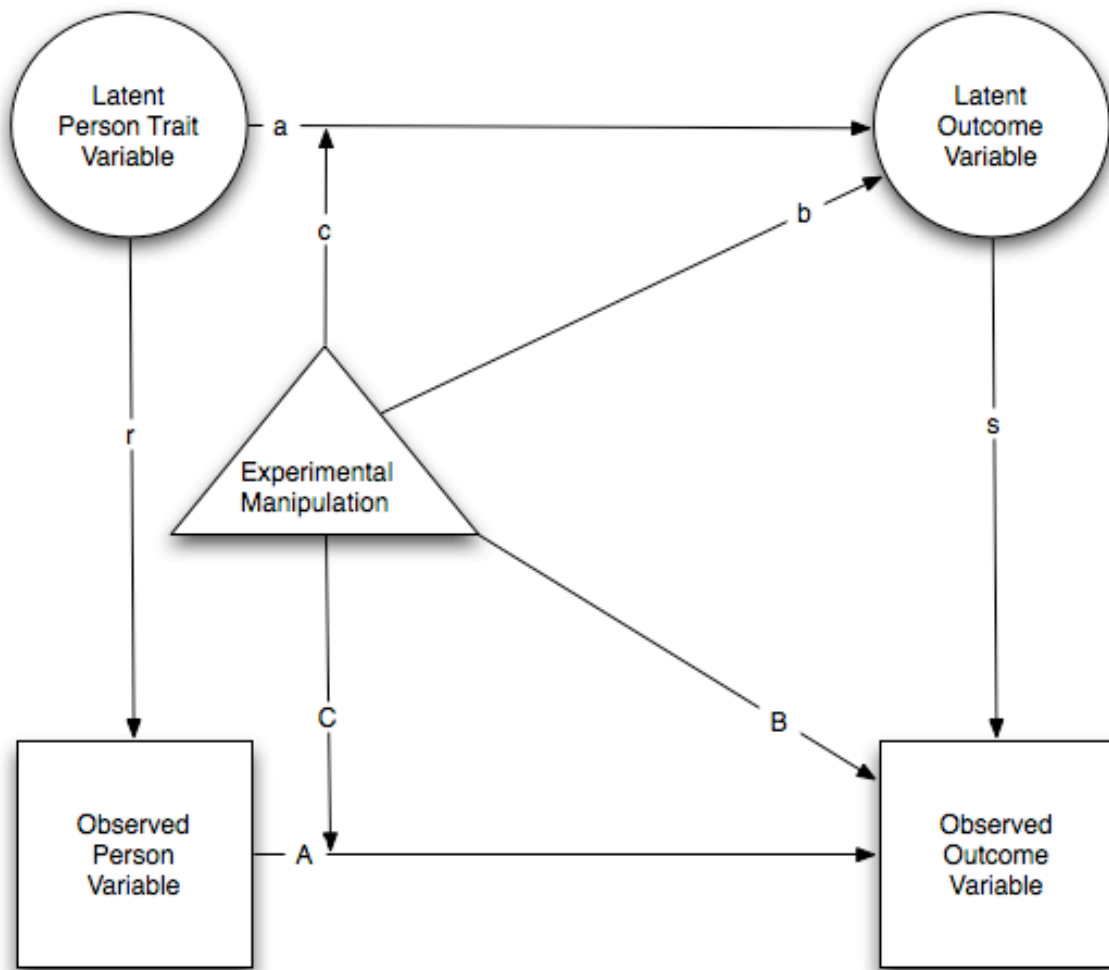 Latent
Person Trait
Variable
a
Latent
Outcome
Variable
c
b
r
s
Experimental
Manipulation
C
B
Observed
Person
Variable
A
Observed
Outcome
Variable